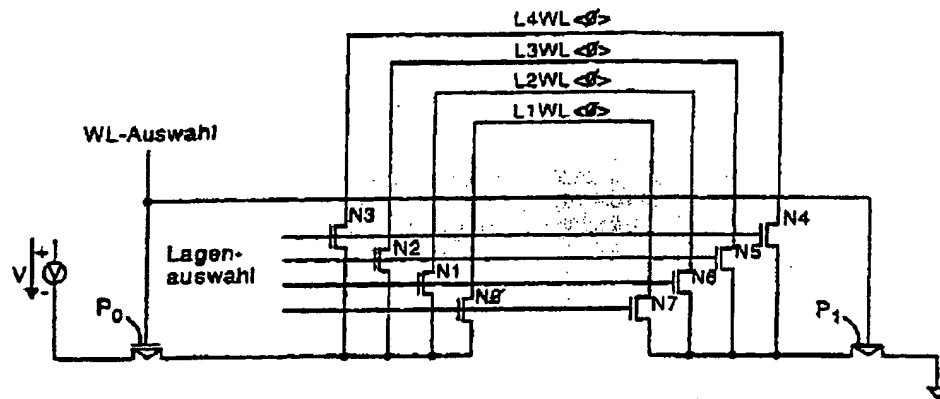 L4WL <0>
L3WL <0>
L2WL <0>
L1WL <0>
WL-Auswahl
N3
N4
Lagen-
auswahl
N2
N5
N1
N6
N0
N7
V
+
-
V
P0
P1